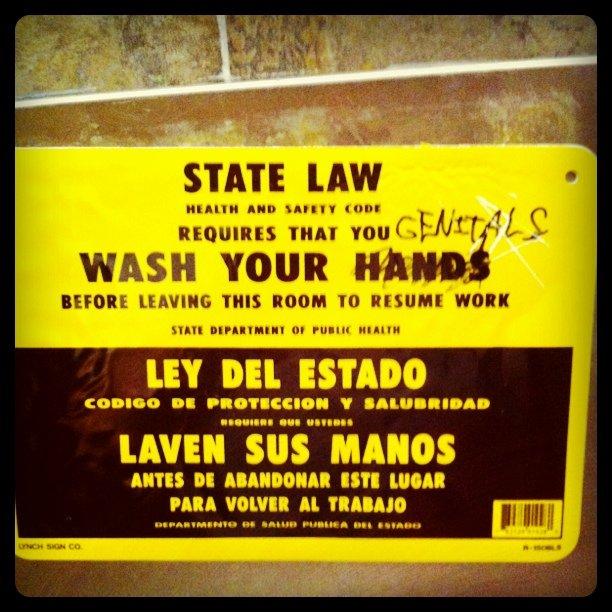 STATE LAW
HEALTH AND SAFETY CODE
REQUIRES THAT YOU GENITALS
WASH YOUR HANDS
BEFORE LEAVING THIS ROOM TO RESUME WORK
STATE DEPARTMENT OF PUBLIC HEALTH
LEY DEL ESTADO
CODIGO DE PROTECCION Y SALUBRIDAD
REQUIERE QUE USTEDES
LAVEN SUS MANOS
ANTES DE ABANDONAR ESTE LUGAR
PARA VOLVER AL TRABAJO
DEPARTMENTO DE SALUD PUBLICA DEL ESTADO
LYNCH SIGN CO.